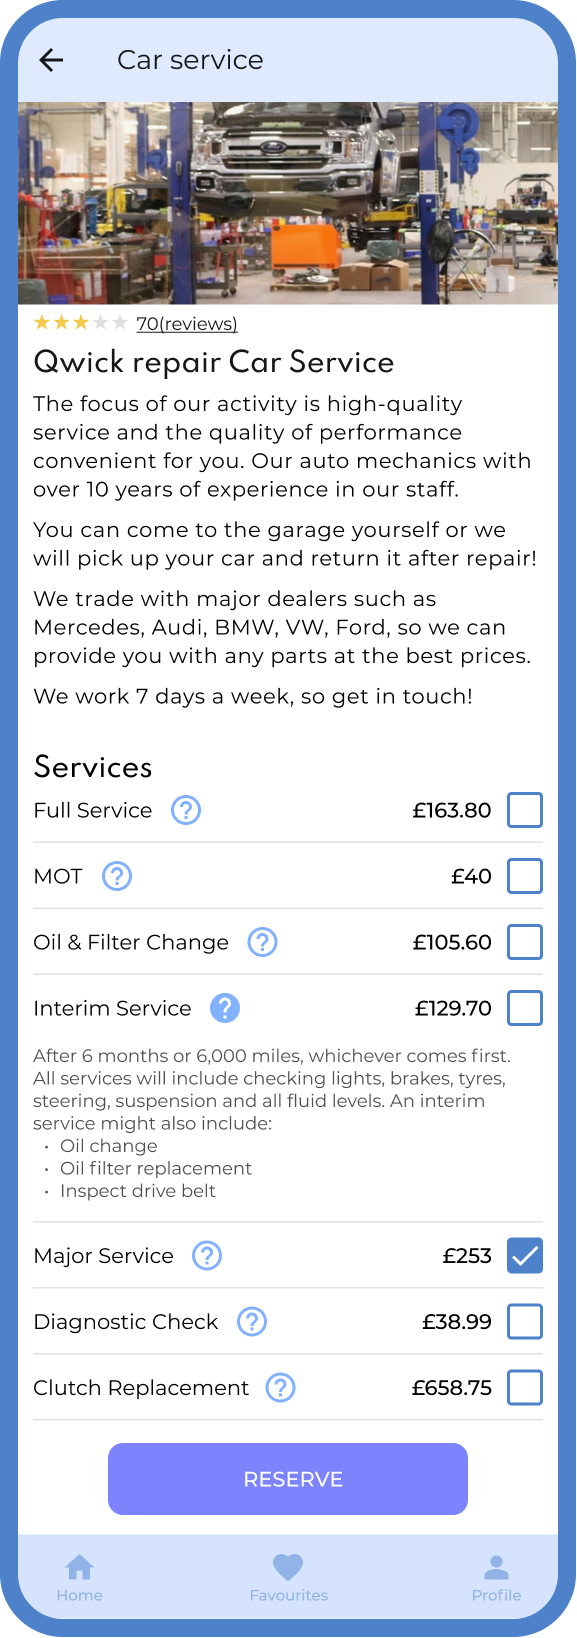 Car service
Ford
70(reviews)
Qwick repair Car Service
The focus of our activity is high-quality
service and the quality of performance
convenient for you. Our auto mechanics with
over 10 years of experience in our staff.
You can come to the garage yourself or we
will pick up your car and return it after repair!
We trade with major dealers such as
Mercedes, Audi, BMW, VW, Ford, so we can
provide you with any parts at the best prices.
We work 7 days a week, so get in touch!
Services
Full Service ? £163.80
MOT ? £40
Oil & Filter Change ? £105.60
Interim Service ? £129.70
After 6 months or 6,000 miles, whichever comes first.
All services will include checking lights, brakes, tyres,
steering, suspension and all fluid levels. An interim
service might also include:
• Oil change
• Oil filter replacement
• Inspect drive belt
Major Service ? £253
Diagnostic Check ? £38.99
Clutch Replacement ? £658.75
RESERVE
Home Favourites Profile